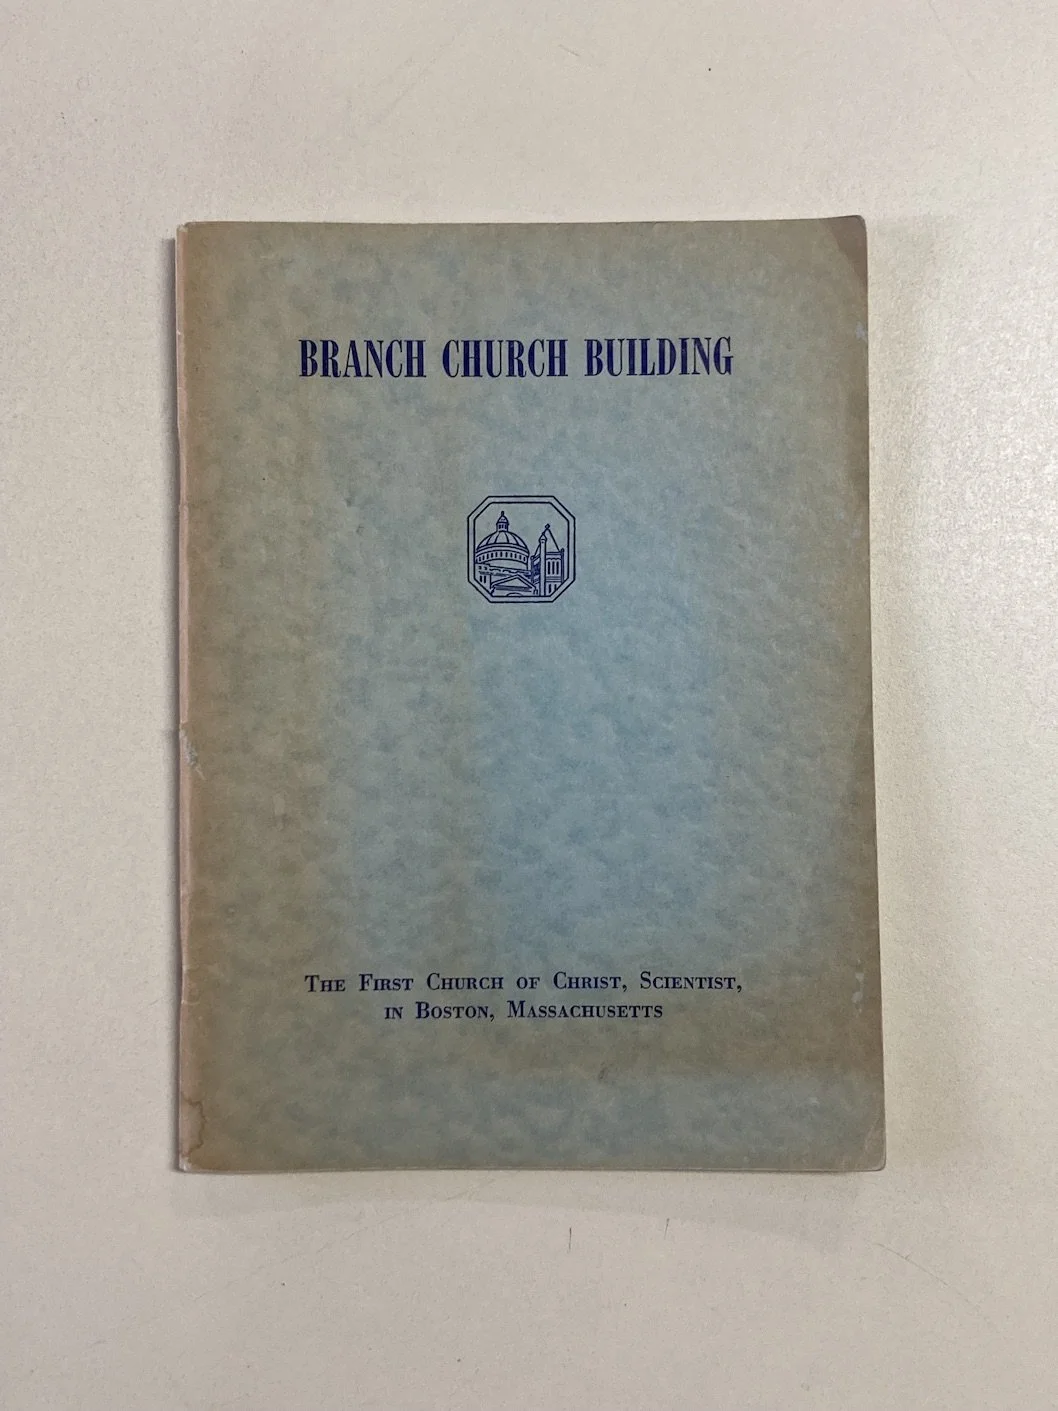 BRANCH CHURCH BUILDING
The First Church of Christ, Scientist,
in Boston, Massachusetts